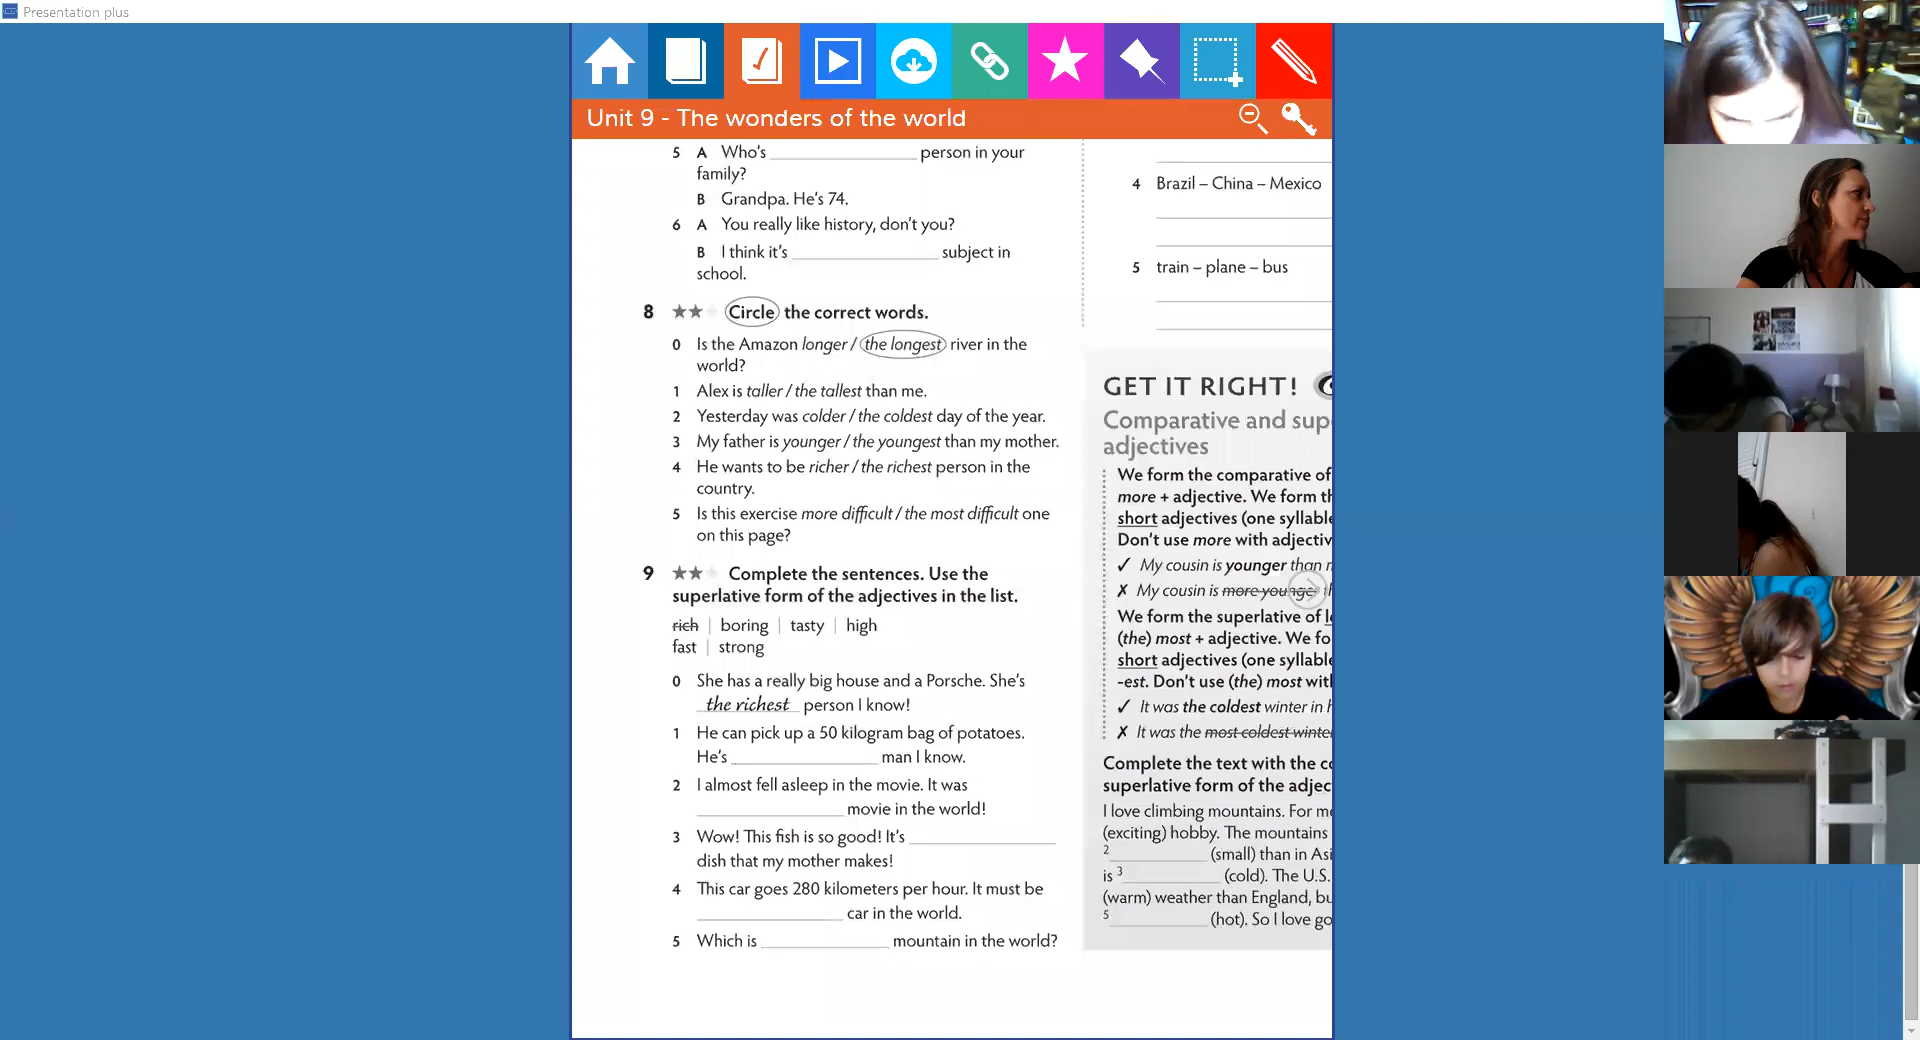 Presentation plus
Unit 9 - The wonders of the world
5 A Who's ______ person in your
family?
B Grandpa. He's 74.
6 A You really like history, don't you?
B I think it's ______ subject in
school.
8 Circle the correct words.
0 Is the Amazon longer / the longest river in the
world?
1 Alex is taller / the tallest than me.
2 Yesterday was colder / the coldest day of the year.
3 My father is younger / the youngest than my mother.
4 He wants to be richer / the richest person in the
country.
5 Is this exercise more difficult / the most difficult one
on this page?
9 Complete the sentences. Use the
superlative form of the adjectives in the list.
rich | boring | tasty | high
fast | strong
0 She has a really big house and a Porsche. She's
the richest person I know!
1 He can pick up a 50 kilogram bag of potatoes.
He's ______ man I know.
2 I almost fell asleep in the movie. It was
______ movie in the world!
3 Wow! This fish is so good! It's ______
dish that my mother makes!
4 This car goes 280 kilometers per hour. It must be
______ car in the world.
5 Which is ______ mountain in the world?
4 Brazil – China – Mexico
5 train – plane – bus
GET IT RIGHT!
Comparative and sup
adjectives
We form the comparative of
more + adjective. We form th
short adjectives (one syllable
Don't use more with adjectiv
✓ My cousin is younger than
✗ My cousin is more younge
We form the superlative of
(the) most + adjective. We fo
short adjectives (one syllable
-est. Don't use (the) most wit
✓ It was the coldest winter in
✗ It was the most coldest winte
Complete the text with the co
superlative form of the adjec
I love climbing mountains. For me
(exciting) hobby. The mountains
2 ______ (small) than in Asi
is 3 ______ (cold). The U.S.
(warm) weather than England, bu
5 ______ (hot). So I love go